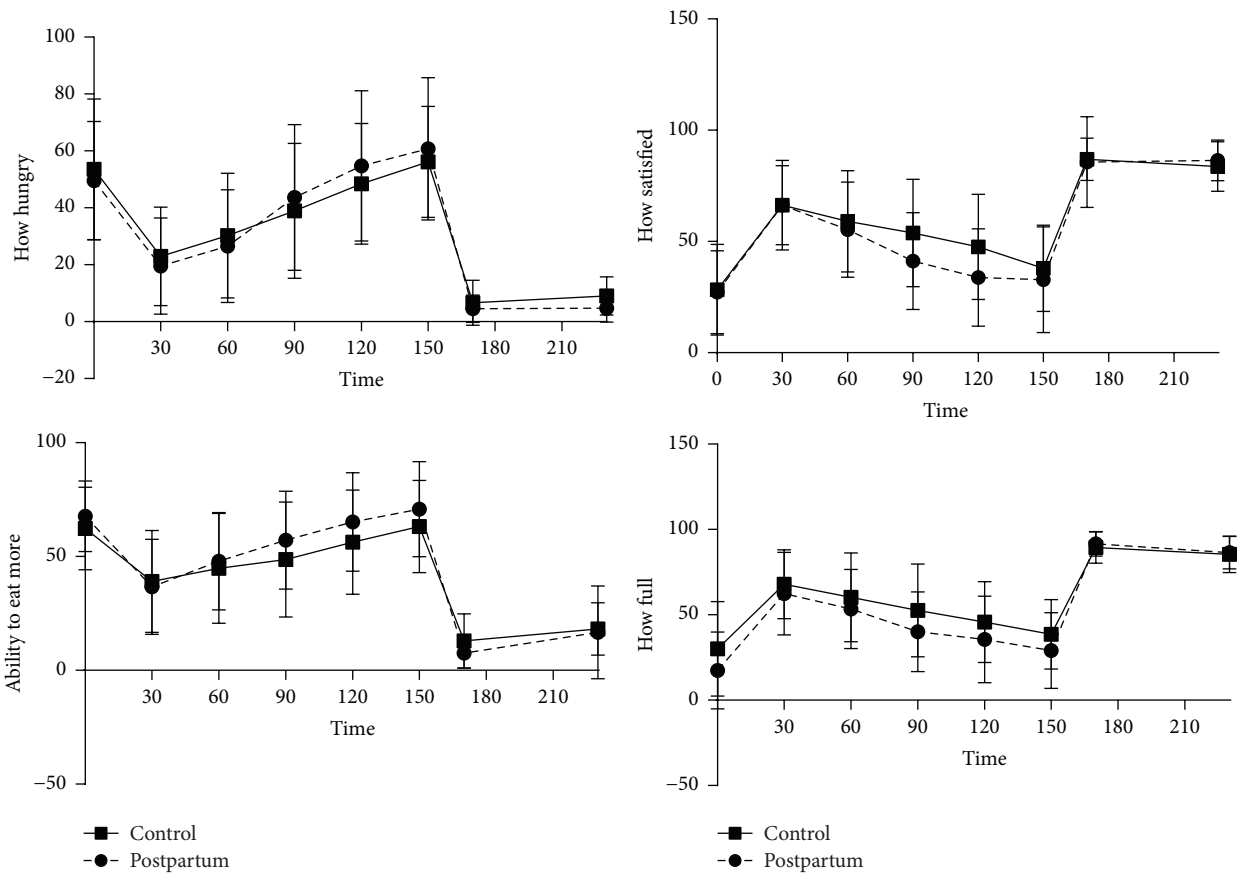 100
80
60
40
20
0
−20
How hungry
30 60 90 120 150 180 210
Time
150
100
50
0
How satisfied
0 30 60 90 120 150 180 210
Time
100
50
0
−50
Ability to eat more
30 60 90 120 150 180 210
Time
Control
Postpartum
150
100
50
0
−50
How full
30 60 90 120 150 180 210
Time
Control
Postpartum